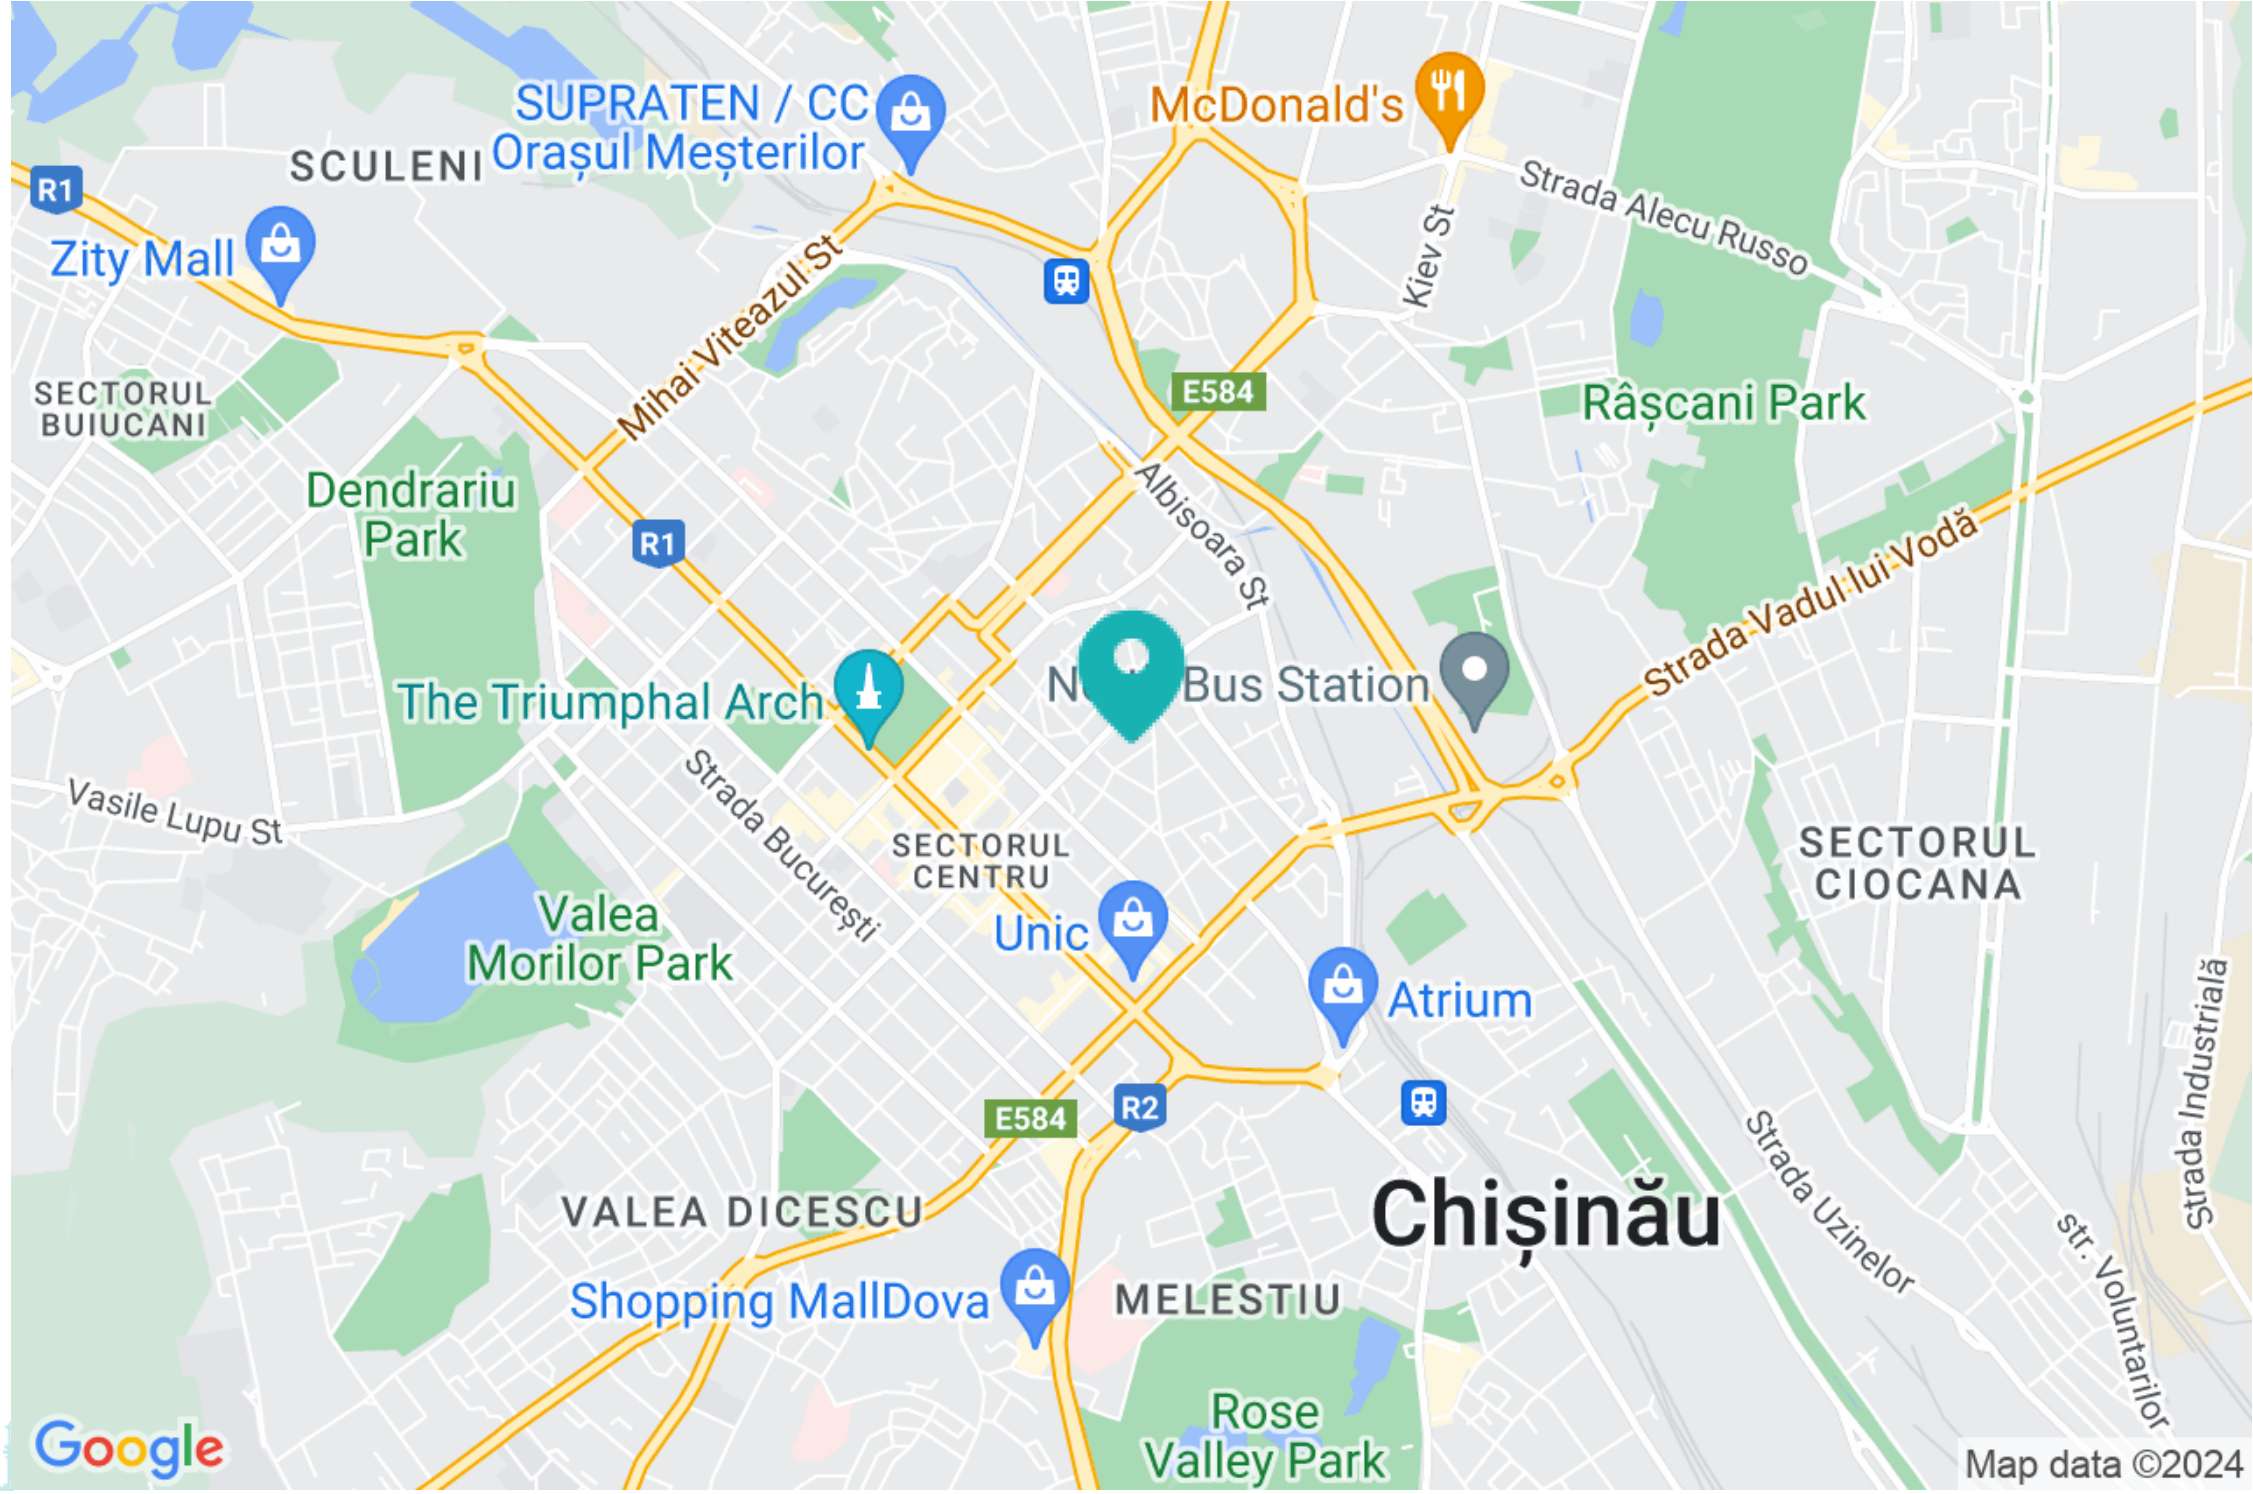 SUPRATEN / CC
Orașul Meșterilor
McDonald's
SCULENI
R1
Zity Mall
Mihai Viteazul St
Kiev St
Strada Alecu Russo
SECTORUL
BUIUCANI
E584
Râșcani Park
Dendrariu
Park
R1
Albișoara St
Strada Vadul lui Vodă
The Triumphal Arch
Bus Station
Vasile Lupu St
Strada București
SECTORUL
CENTRU
SECTORUL
CIOCANA
Valea
Morilor Park
Unic
Atrium
Strada Industrială
E584
R2
Strada Uzinelor
Chișinău
VALEA DICESCU
str. Voluntarilor
Shopping MallDova
MELESTIU
Rose
Valley Park
Google
Map data ©2024